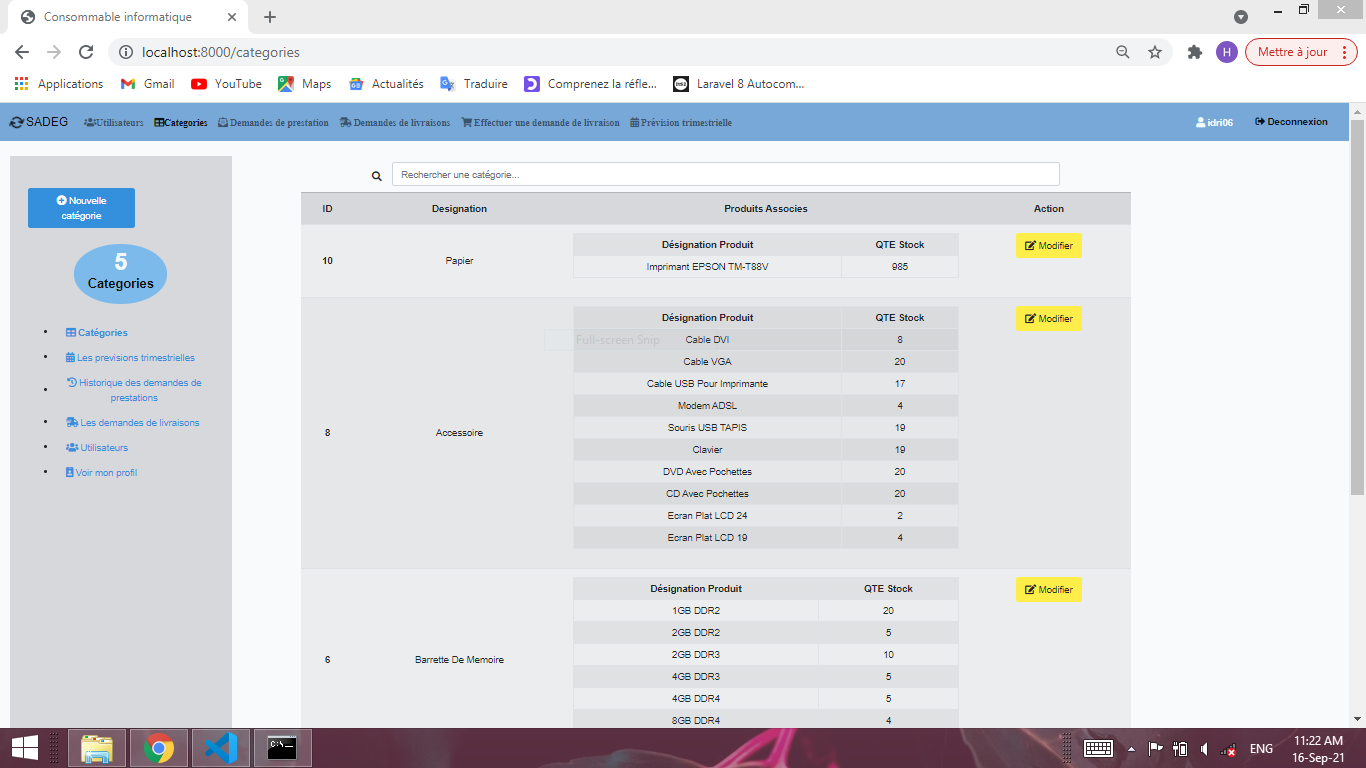 Consommable informatique
localhost:8000/categories
Mettre à jour
H
Applications Gmail YouTube Maps Actualités Traduire Comprenez la réfle... Laravel 8 Autocom...
SADEG Utilisateurs Categories Demandes de prestation Demandes de livraisons Effectuer une demande de livraison Prévision trimestrielle idri06 Deconnexion
Nouvelle
catégorie
5
Categories
Catégories
Les previsions trimestrielles
Historique des demandes de
prestations
Les demandes de livraisons
Utilisateurs
Voir mon profil
Rechercher une catégorie...
ID Designation Produits Associes Action
10 Papier
Désignation Produit QTE Stock
Imprimant EPSON TM-T88V 985
Modifier
8 Accessoire
Désignation Produit QTE Stock
Full-screen Snip
Cable DVI 8
Cable VGA 20
Cable USB Pour Imprimante 17
Modem ADSL 4
Souris USB TAPIS 19
Clavier 19
DVD Avec Pochettes 20
CD Avec Pochettes 20
Ecran Plat LCD 24 2
Ecran Plat LCD 19 4
Modifier
6 Barrette De Memoire
Désignation Produit QTE Stock
1GB DDR2 20
2GB DDR2 5
2GB DDR3 10
4GB DDR3 5
4GB DDR4 5
8GB DDR4 4
Modifier
ENG
11:22 AM
16-Sep-21